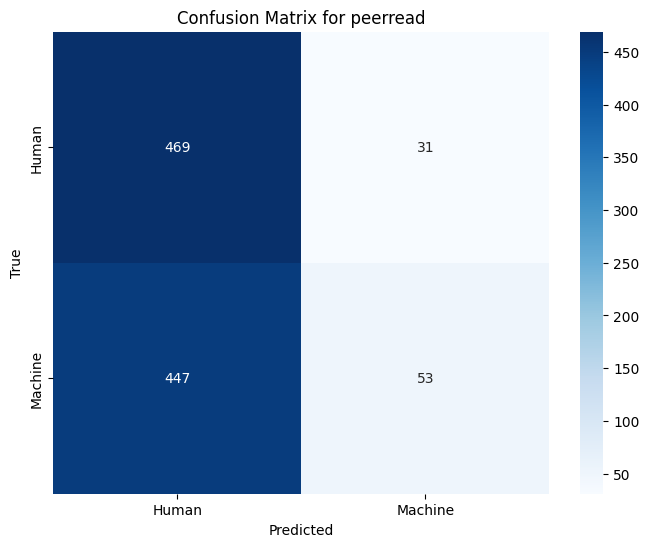 Confusion Matrix for peerread
True
Human
Machine
469
31
447
53
Human
Machine
Predicted
450
400
350
300
250
200
150
100
50